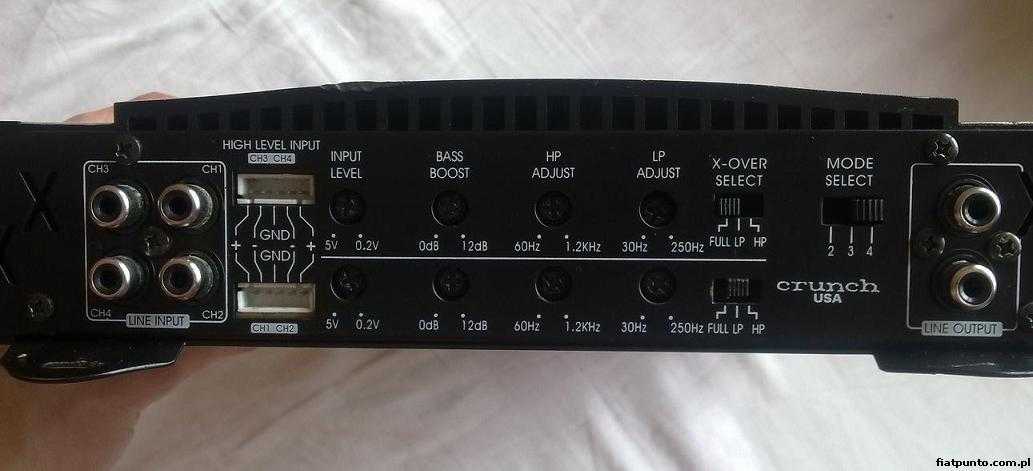 CH3 CH1
CH4 CH2
LINE INPUT
HIGH LEVEL INPUT
CH3 CH4
GND
- -
+ +
GND
CH1 CH2
INPUT
LEVEL
5V 0.2V
BASS
BOOST
0dB 12dB
HP
ADJUST
60Hz 1.2KHz
LP
ADJUST
30Hz 250Hz
X-OVER
SELECT
FULL LP HP
MODE
SELECT
2 3 4
5V 0.2V
0dB 12dB
60Hz 1.2KHz
30Hz 250Hz
FULL LP HP
crunch
USA
LINE OUTPUT
fiatpunto.com.pl